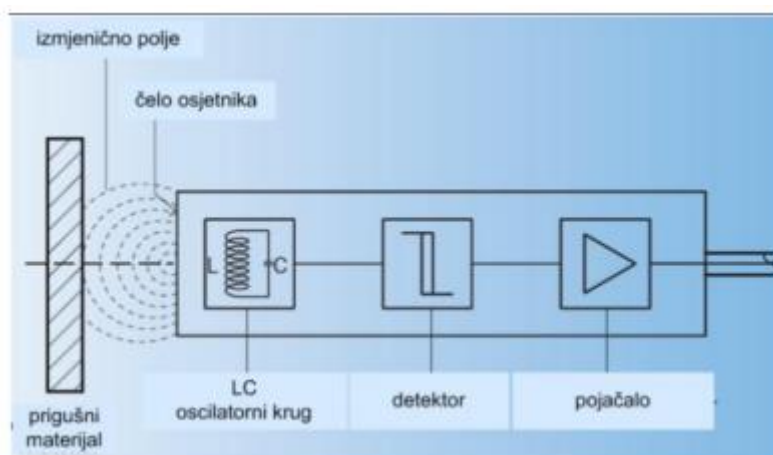 izmjenično polje
čelo osjetnika
L
C
LC
oscilatorni krug
detektor
pojačalo
prigušni
materijal